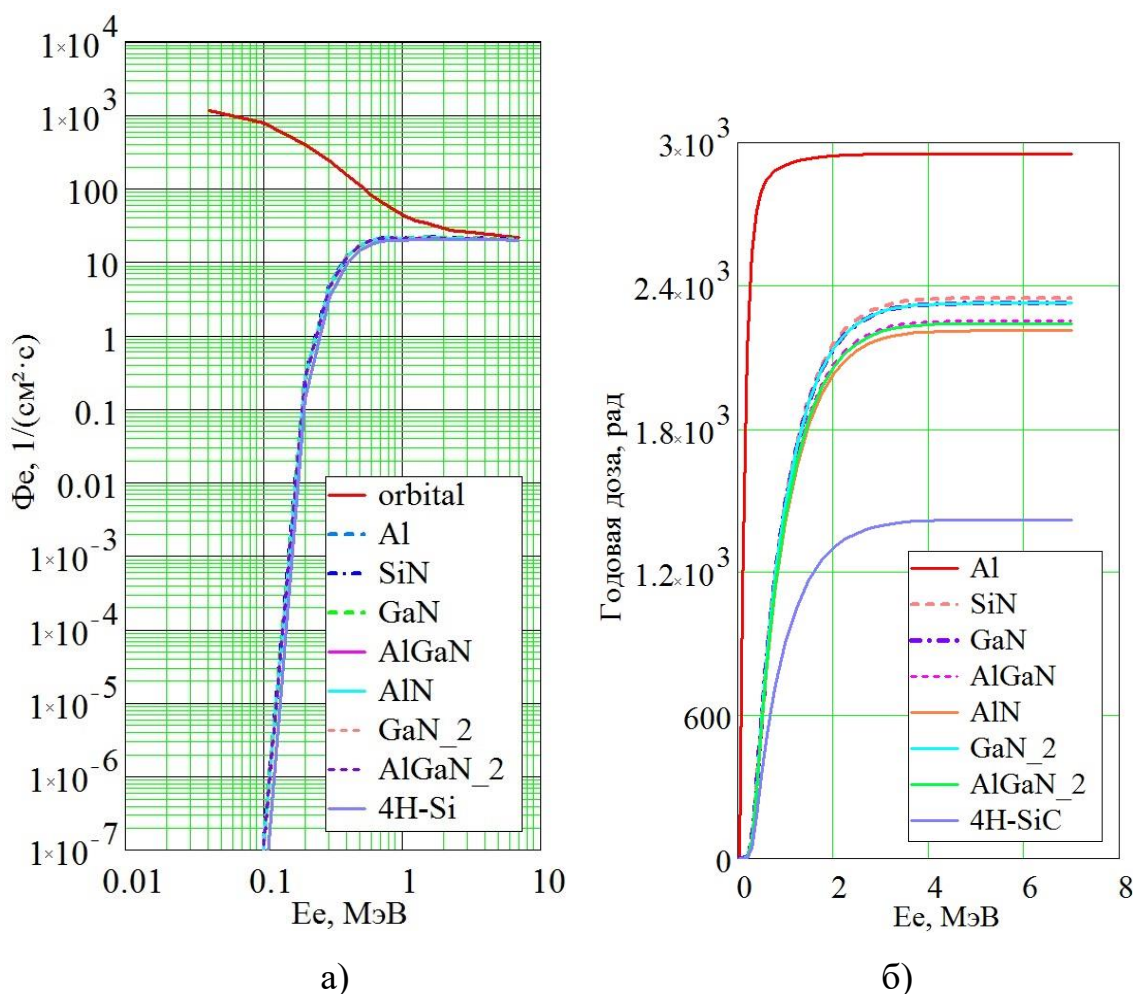 1×10⁴
1×10³
100
10
1
0.1
0.01
1×10⁻³
1×10⁻⁴
1×10⁻⁵
1×10⁻⁶
1×10⁻⁷
Фe, 1/(см²·с)
orbital
Al
SiN
GaN
AlGaN
AlN
GaN_2
AlGaN_2
4H-Si
0.01 0.1 1 10
Ee, МэВ
а)
3×10³
2.4×10³
1.8×10³
1.2×10³
600
0
Годовая доза, рад
Al
SiN
GaN
AlGaN
AlN
GaN_2
AlGaN_2
4H-SiC
0 2 4 6 8
Ee, МэВ
б)